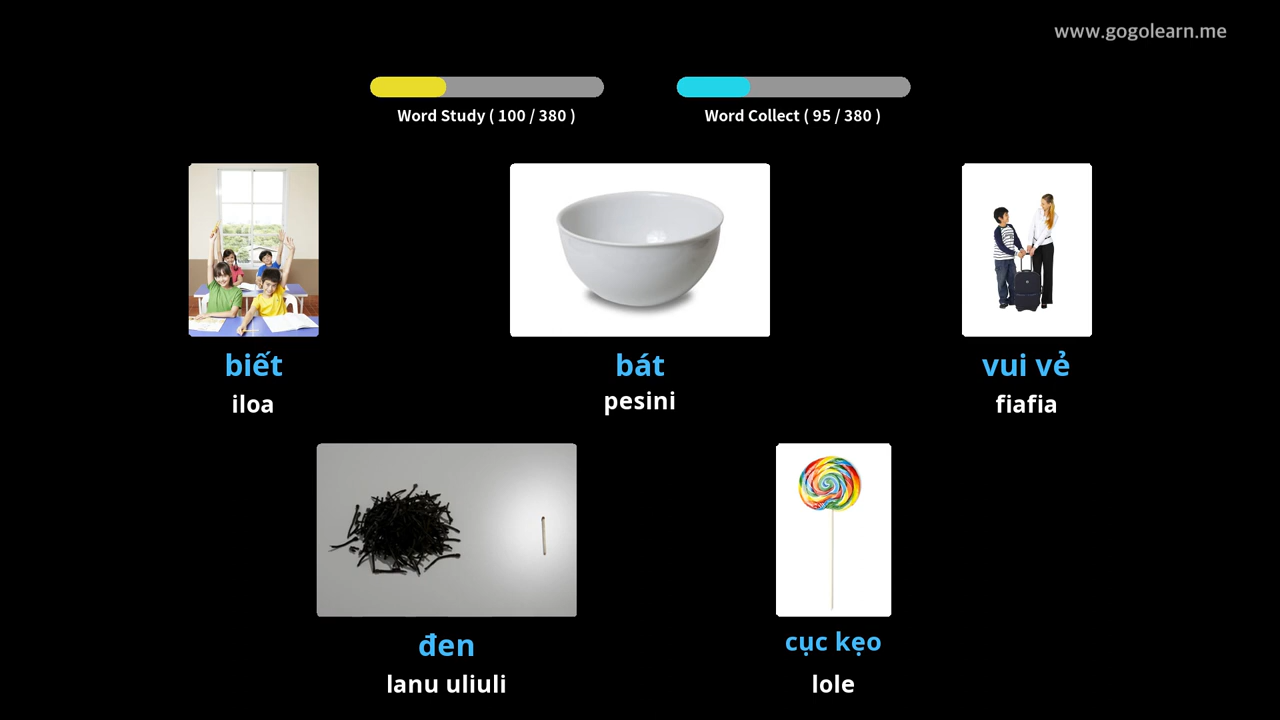 www.gogolearn.me
Word Study ( 100 / 380 )
Word Collect ( 95 / 380 )
biết
iloa
bát
pesini
vui vẻ
fiafia
đen
lanu uliuli
cục kẹo
lole